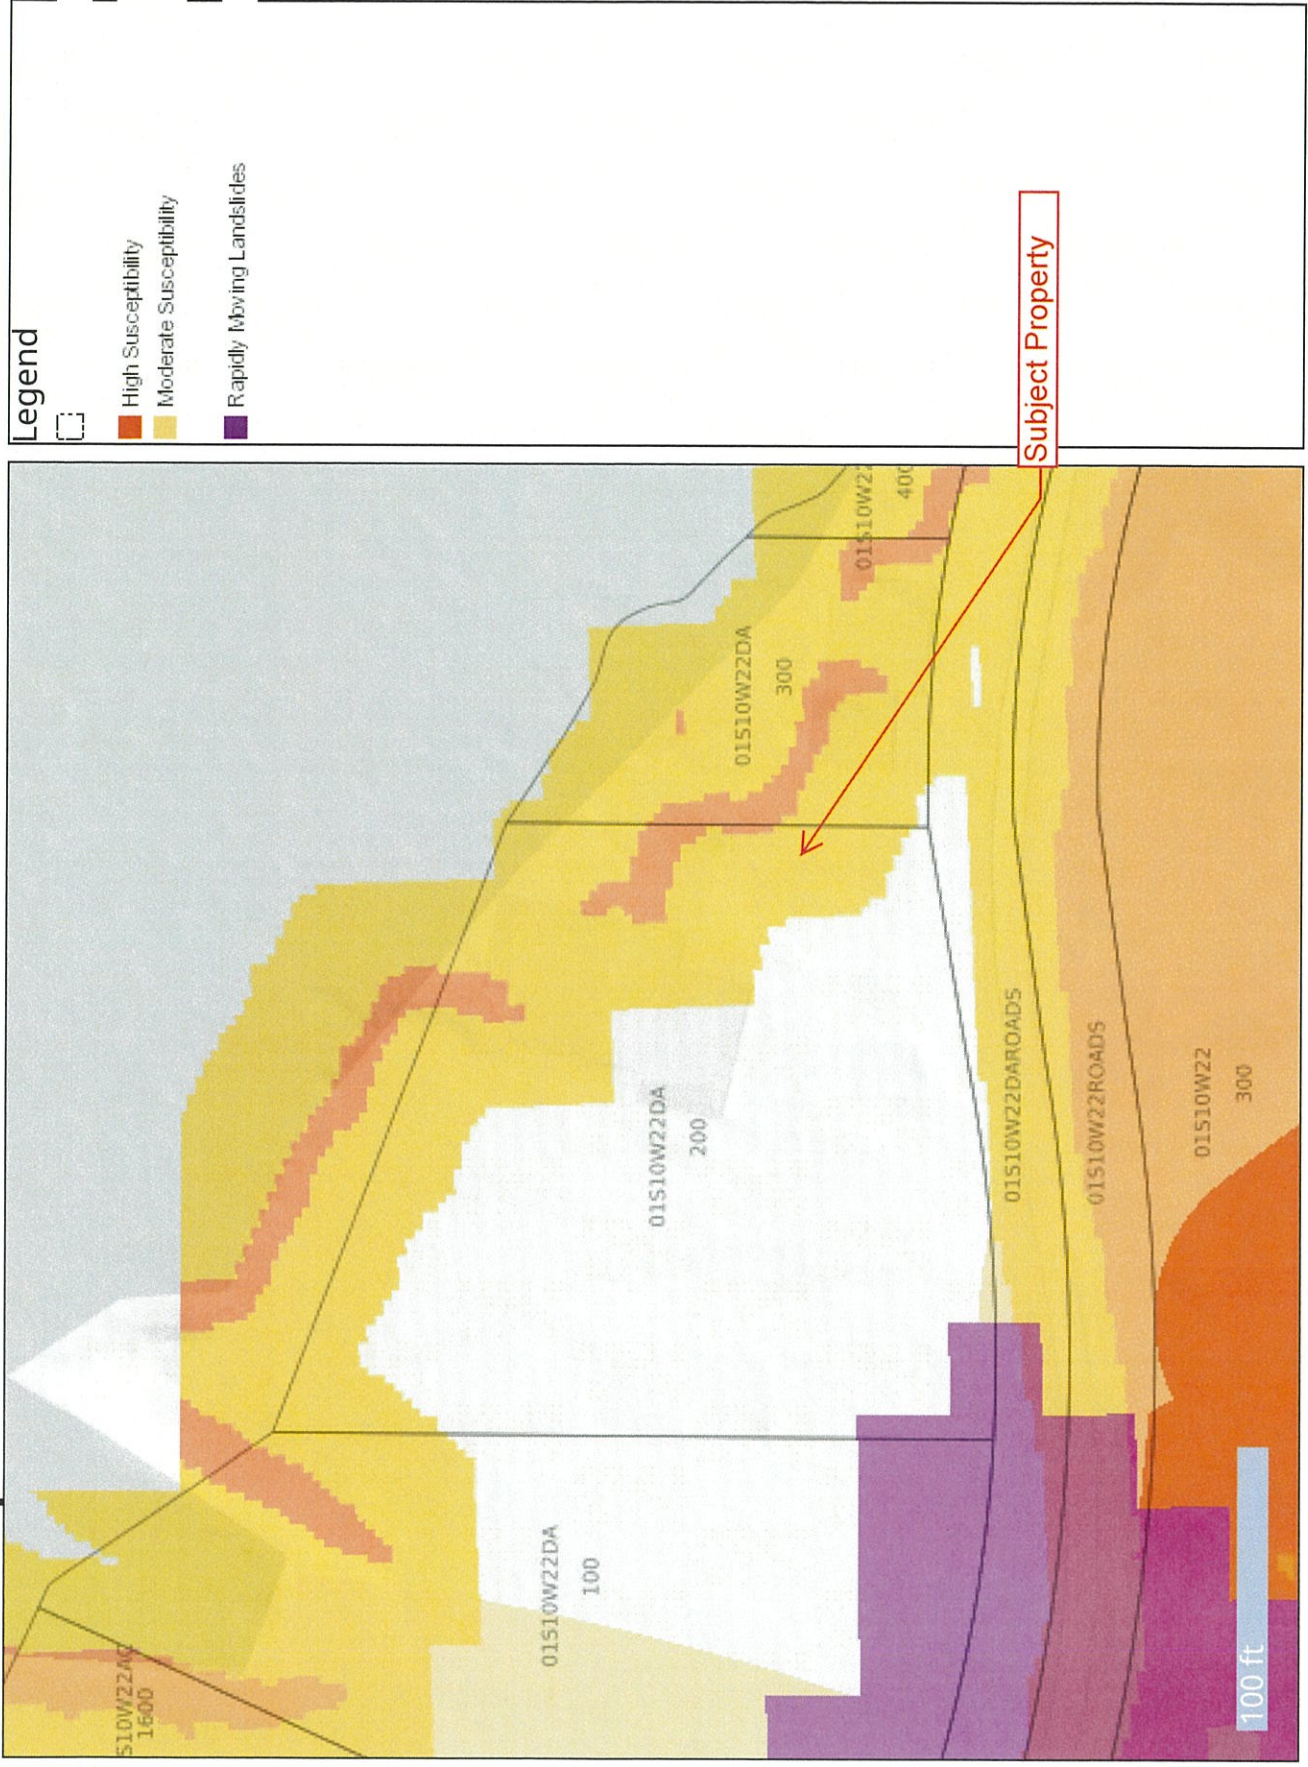 Legend
High Susceptibility
Moderate Susceptibility
Rapidly Moving Landslides
Subject Property
01S10W22DA
300
400
01S10W22DA
200
01S10W22DAROADS
01S10W22ROADS
01S10W22
300
01S10W22DA
100
1600
100 ft